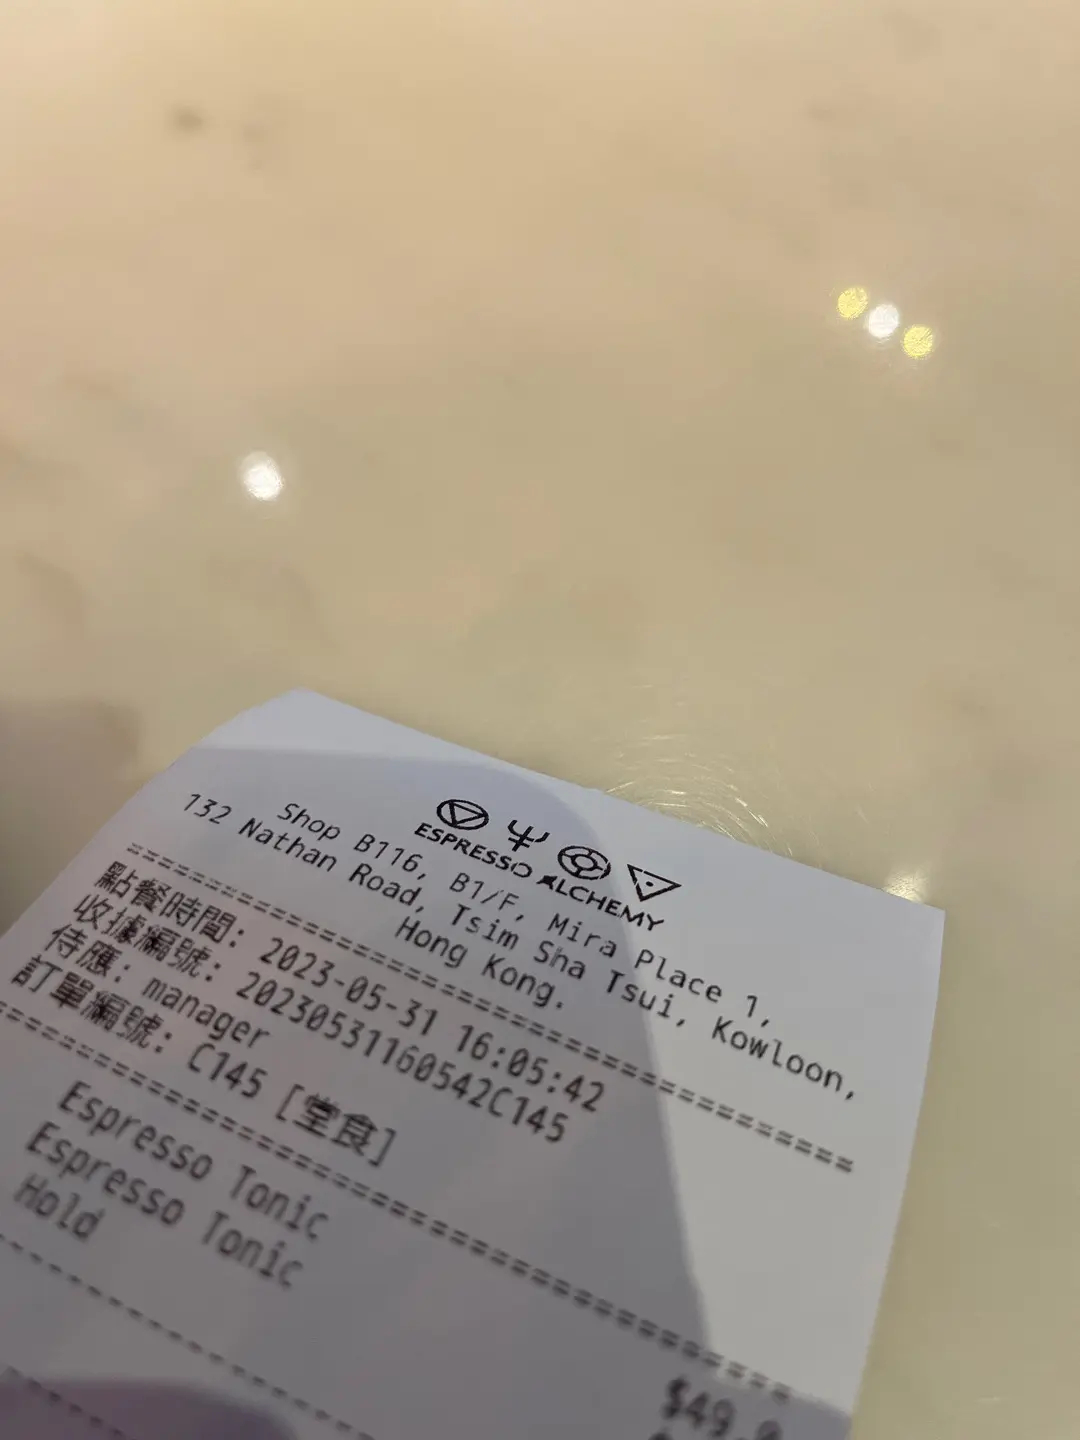 ESPRESSO ALCHEMY
Shop B116, B1/F, Mira Place 1,
132 Nathan Road, Tsim Sha Tsui, Kowloon,
Hong Kong.
點餐時間: 2023-05-31 16:05:42
收據編號: 20230531160542C145
侍應: manager
訂單編號: C145 [堂食]
Espresso Tonic
Espresso Tonic
Hold
$49.0